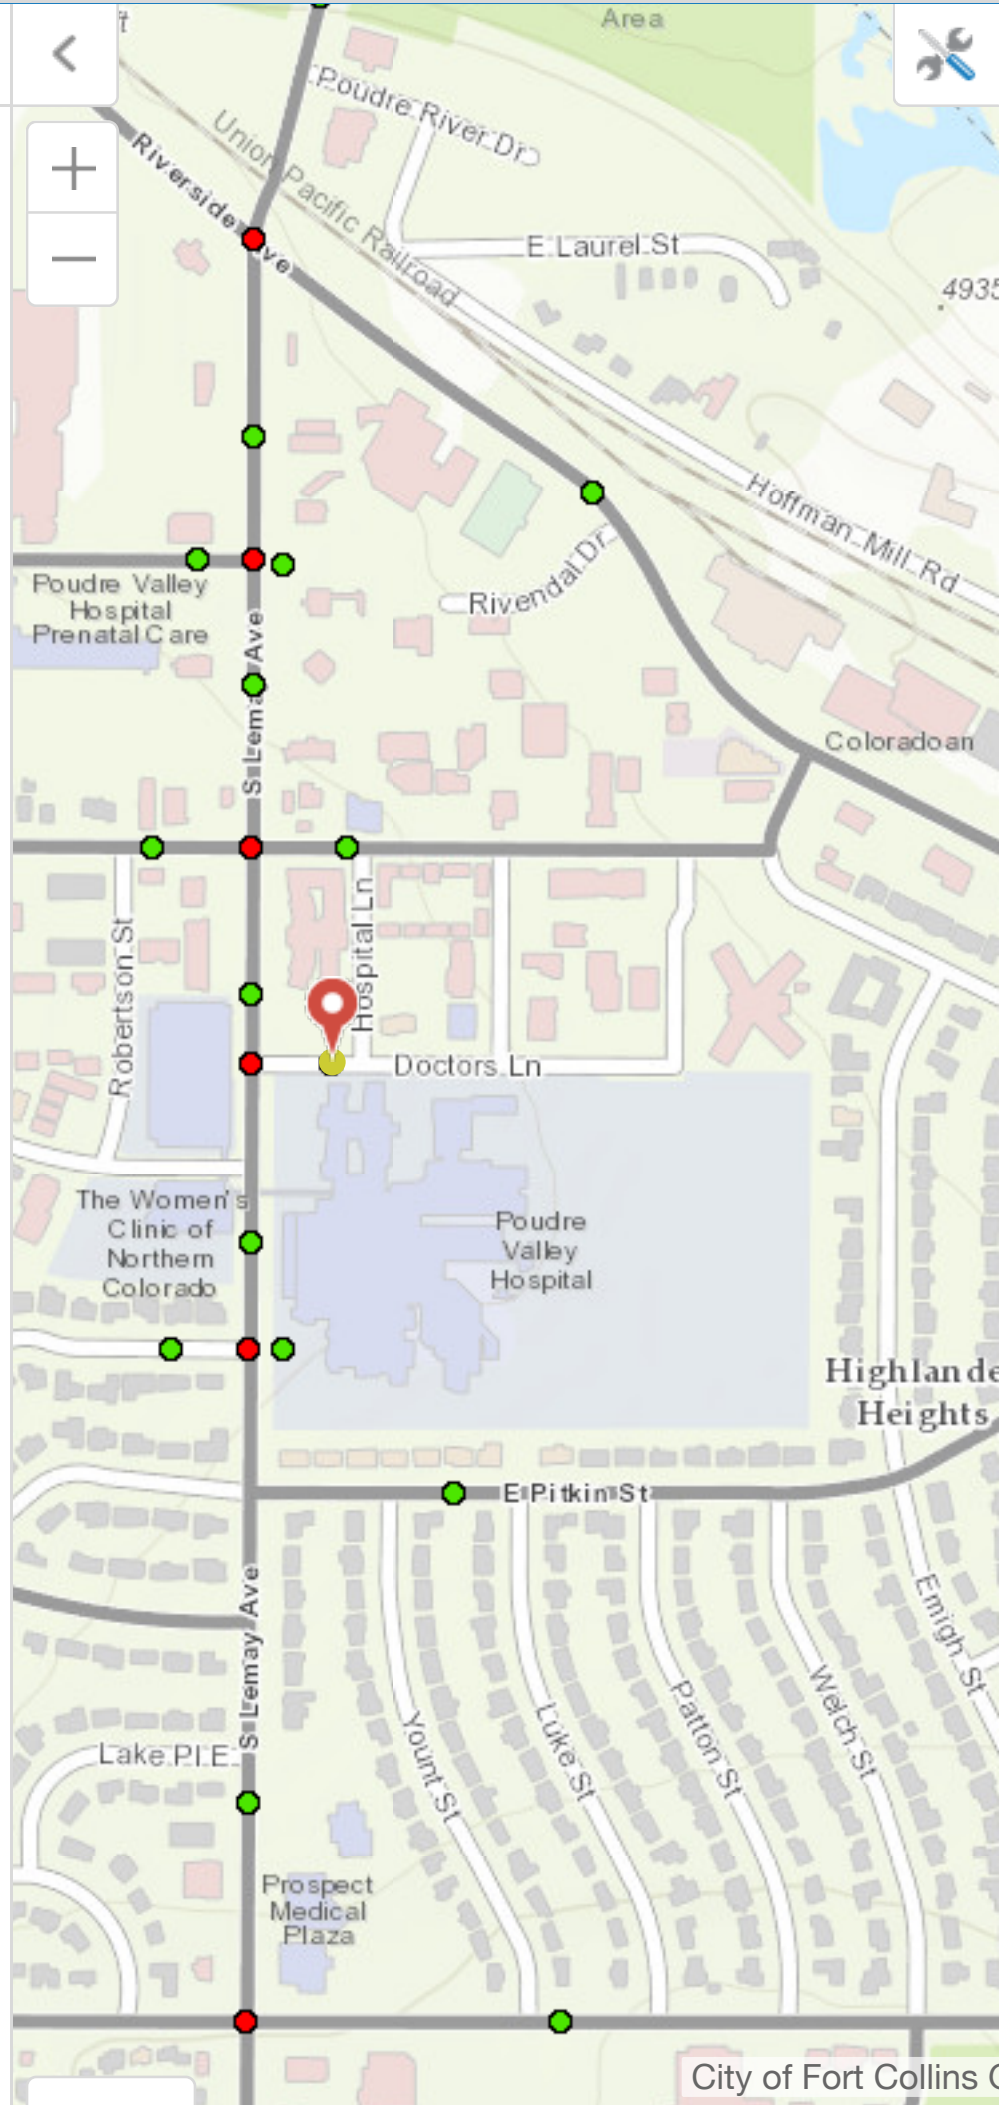 Area
Poudre River Dr
Union Pacific Railroad
Riverside Ave
E Laurel St
Hoffman Mill Rd
Rivendal Dr
Poudre Valley
Hospital
Prenatal Care
S Lemay Ave
Coloradoan
Robertson St
Hospital Ln
Doctors Ln
The Women's
Clinic of
Northern
Colorado
Poudre
Valley
Hospital
Highlande
Heights
E Pitkin St
S Lemay Ave
Emigh St
Welch St
Patton St
Luke St
Yount St
Lake Pl E
Prospect
Medical
Plaza
City of Fort Collins